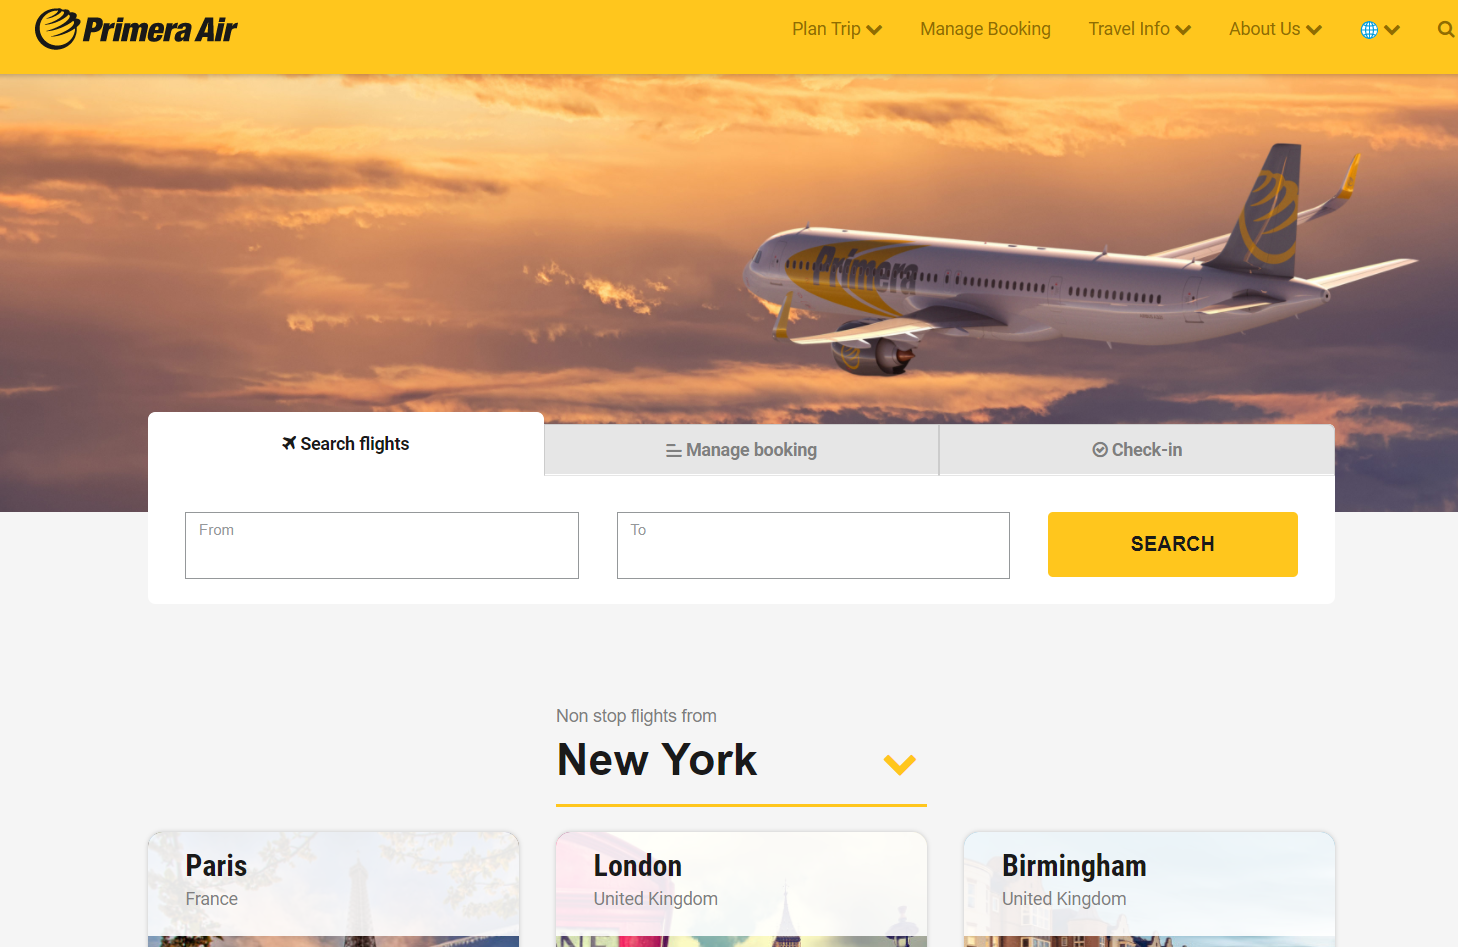 Primera Air
Plan Trip
Manage Booking
Travel Info
About Us
Primera
Search flights
Manage booking
Check-in
From
To
SEARCH
Non stop flights from
New York
Paris
France
London
United Kingdom
Birmingham
United Kingdom